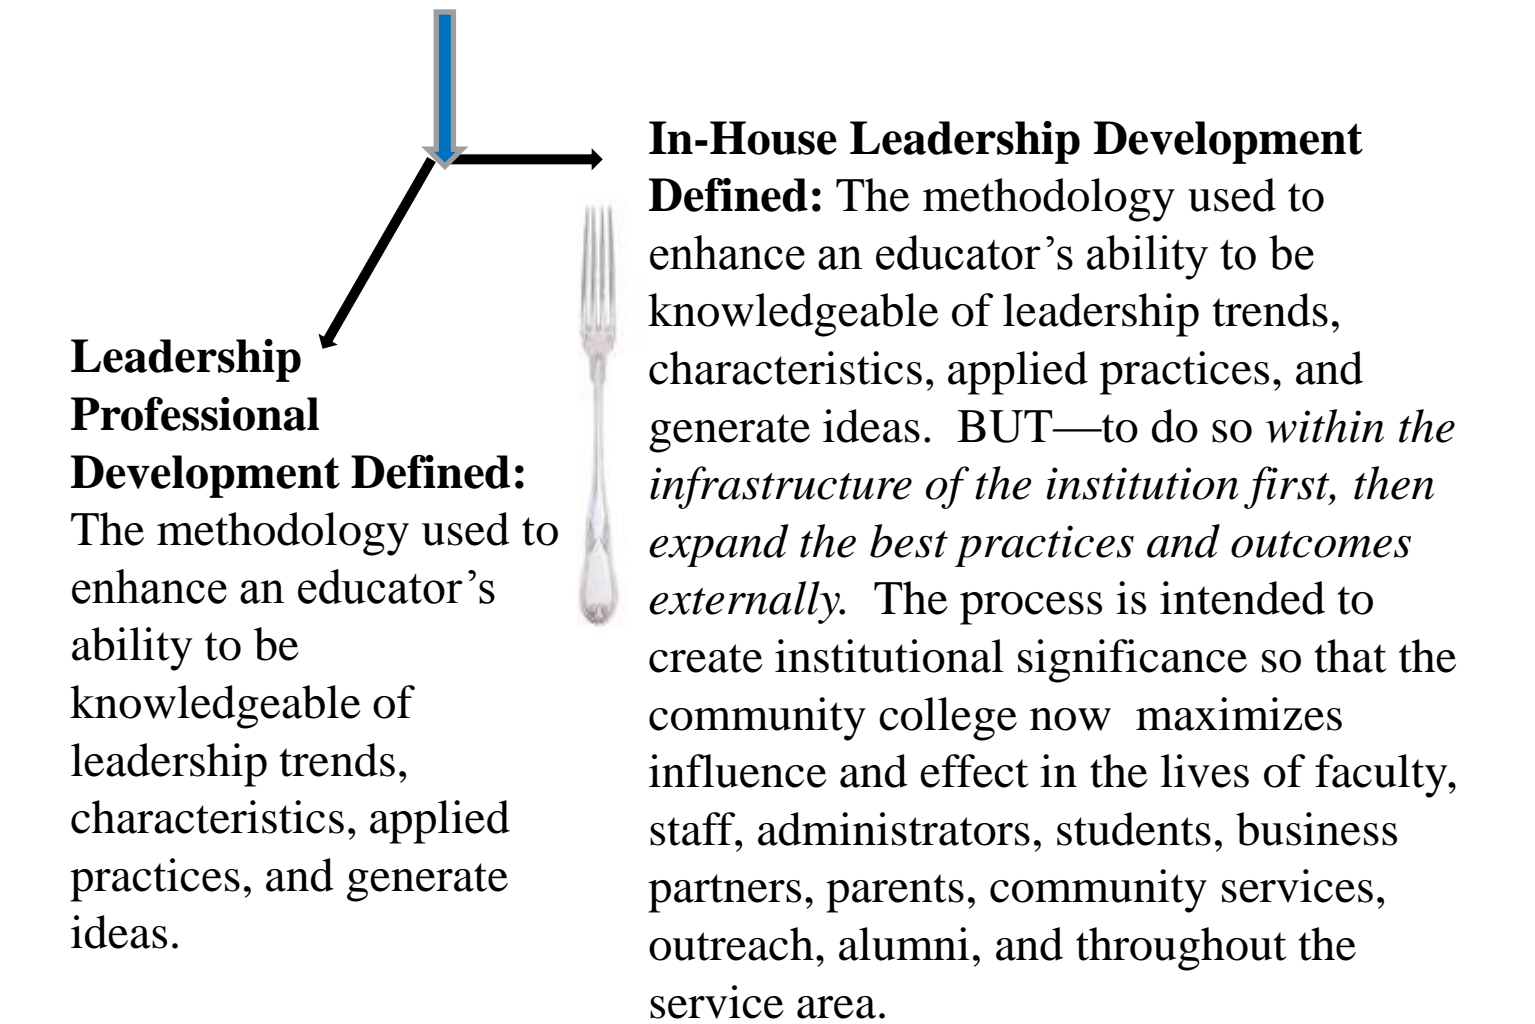 Leadership
Professional
Development Defined:
The methodology used to
enhance an educator’s
ability to be
knowledgeable of
leadership trends,
characteristics, applied
practices, and generate
ideas.
In-House Leadership Development
Defined: The methodology used to
enhance an educator’s ability to be
knowledgeable of leadership trends,
characteristics, applied practices, and
generate ideas.  BUT—to do so within the
infrastructure of the institution first, then
expand the best practices and outcomes
externally.  The process is intended to
create institutional significance so that the
community college now  maximizes
influence and effect in the lives of faculty,
staff, administrators, students, business
partners, parents, community services,
outreach, alumni, and throughout the
service area.